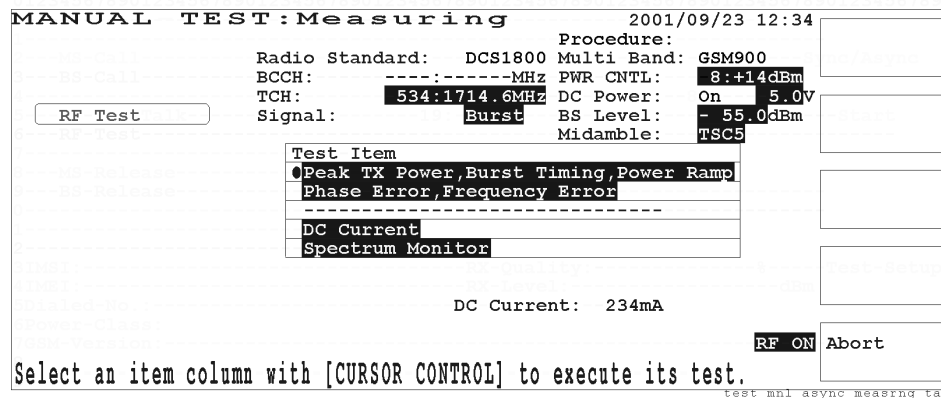 MANUAL TEST:Measuring 2001/09/23 12:34
Procedure:
Radio Standard: DCS1800 Multi Band: GSM900
BCCH: ----:------MHz PWR CNTL: 8:+14dBm
TCH: 534:1714.6MHz DC Power: On 5.0V
RF Test Signal: Burst BS Level: - 55.0dBm
Midamble: TSC5
Test Item
●Peak TX Power,Burst Timing,Power Ramp
Phase Error,Frequency Error
-------------------------------
DC Current
Spectrum Monitor
DC Current: 234mA
RF ON Abort
Select an item column with [CURSOR CONTROL] to execute its test.
test mnl async measrng ta